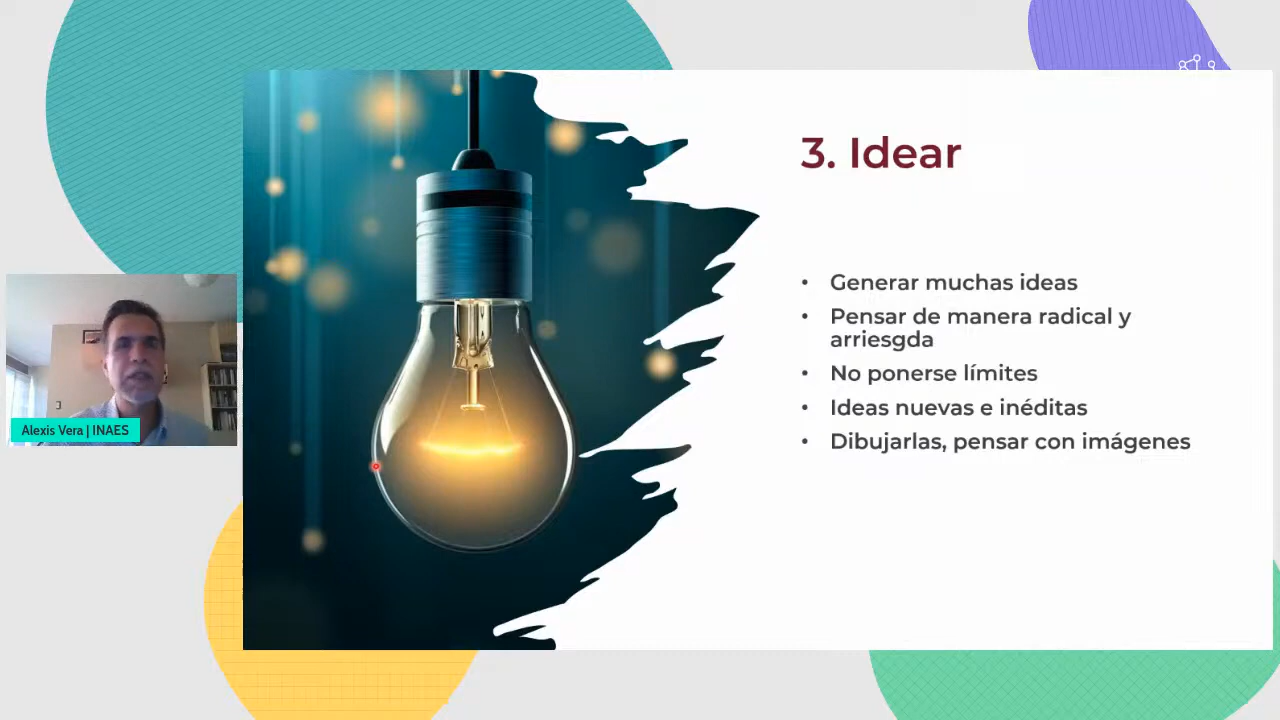 3. Idear
• Generar muchas ideas
• Pensar de manera radical y
arriesgda
• No ponerse límites
• Ideas nuevas e inéditas
• Dibujarlas, pensar con imágenes
Alexis Vera | INAES